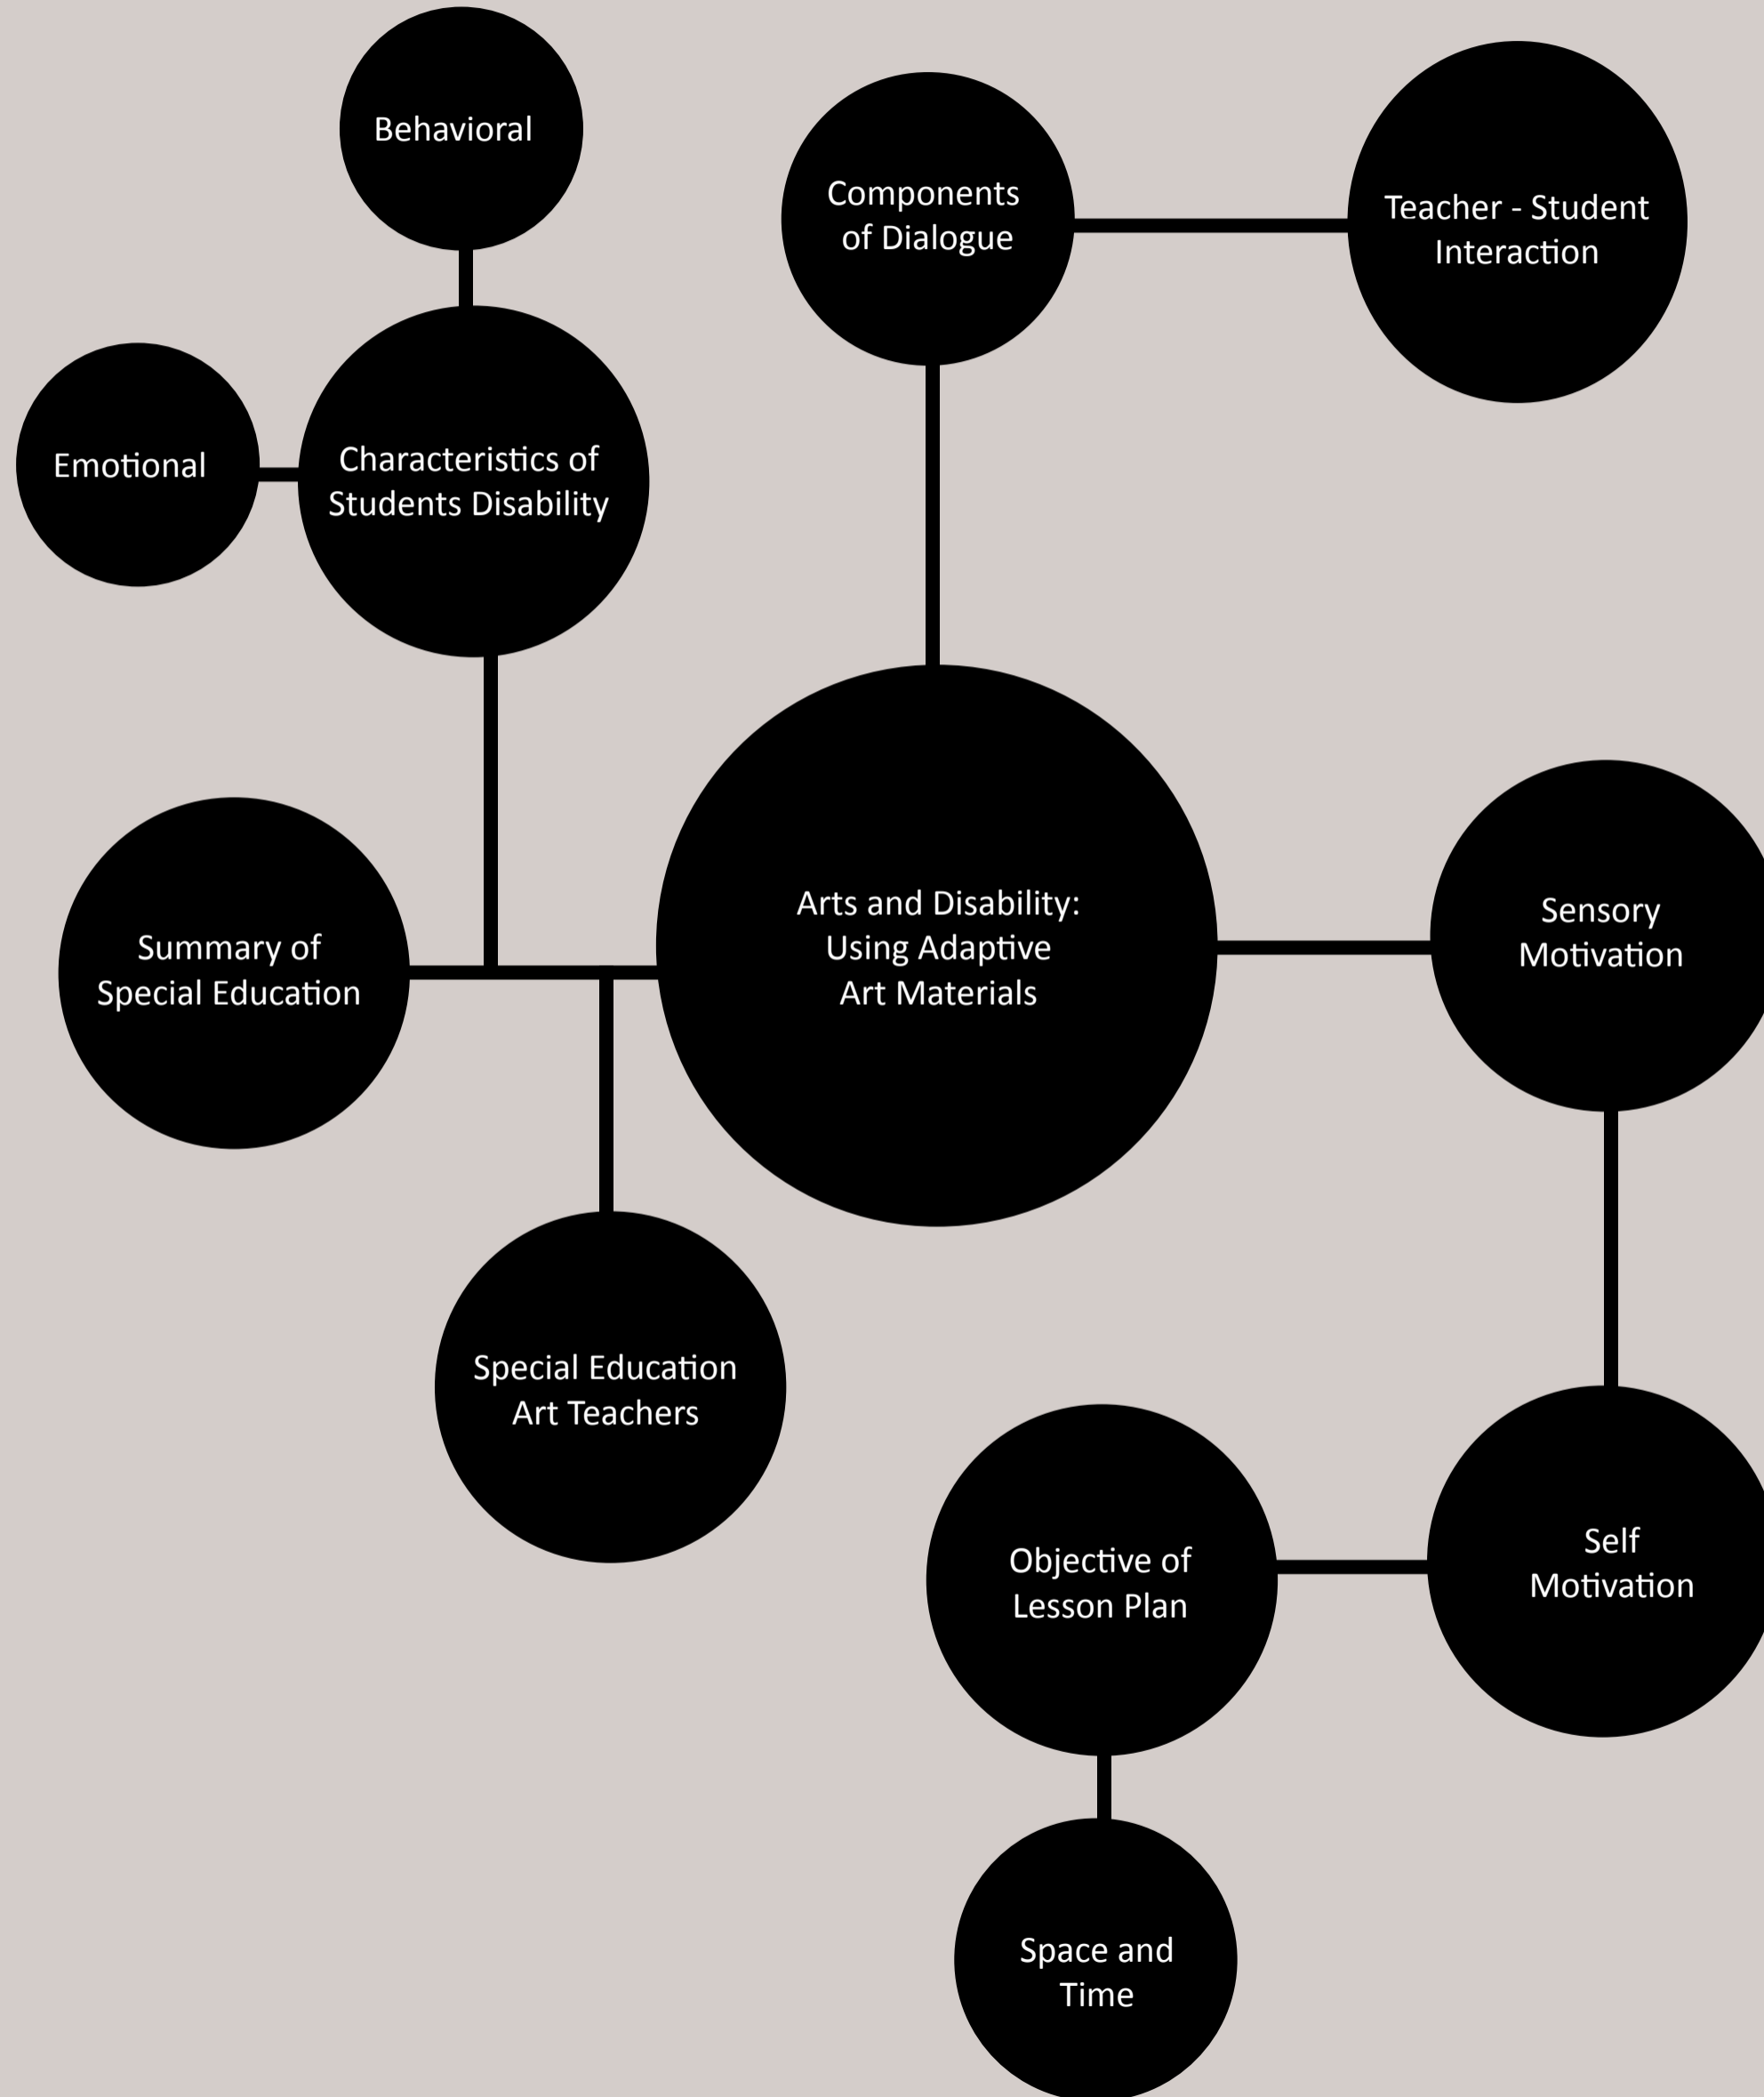 Behavioral
Components
of Dialogue
Teacher - Student
Interaction
Emotional
Characteristics of
Students Disability
Arts and Disability:
Using Adaptive
Art Materials
Sensory
Motivation
Summary of
Special Education
Special Education
Art Teachers
Objective of
Lesson Plan
Self
Motivation
Space and
Time